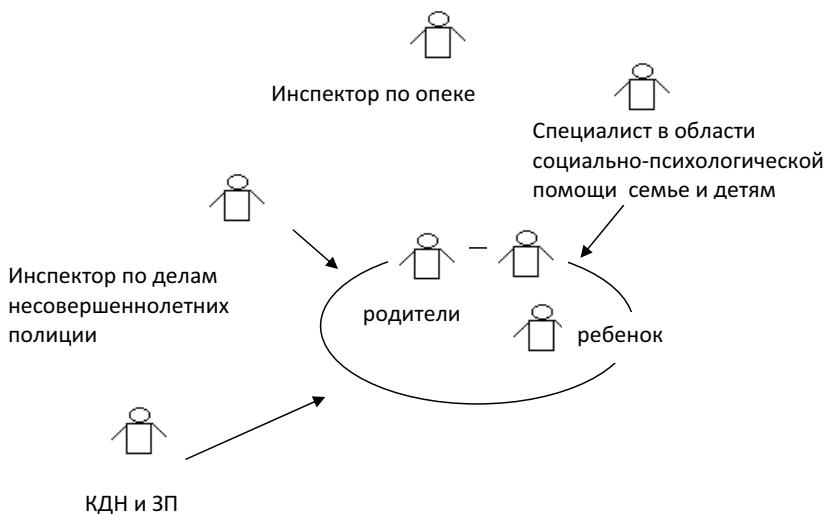 Инспектор по опеке
Специалист в области
социально-психологической
помощи  семье и детям
Инспектор по делам
несовершеннолетних
полиции
родители
ребенок
КДН и ЗП